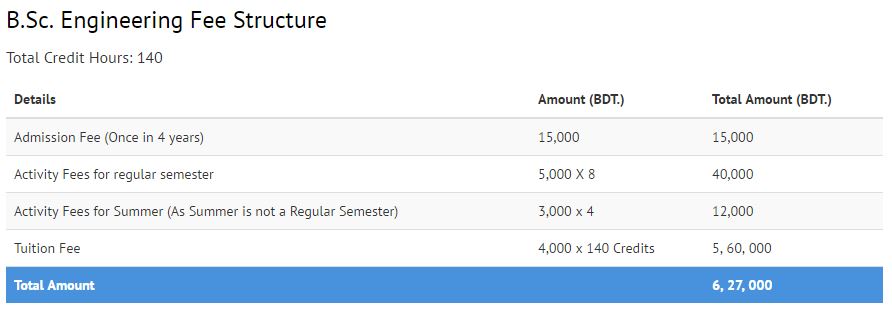 B.Sc. Engineering Fee Structure
Total Credit Hours: 140
Details Amount (BDT.) Total Amount (BDT.)
Admission Fee (Once in 4 years) 15,000 15,000
Activity Fees for regular semester 5,000 X 8 40,000
Activity Fees for Summer (As Summer is not a Regular Semester) 3,000 x 4 12,000
Tuition Fee 4,000 x 140 Credits 5, 60, 000
Total Amount 6, 27, 000